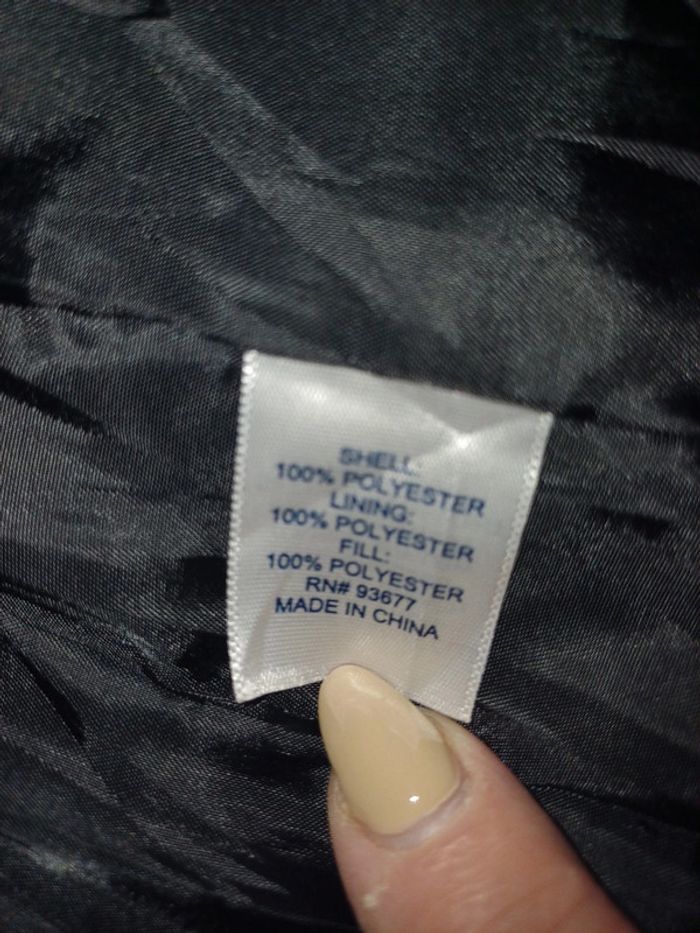 SHELL:
100% POLYESTER
LINING:
100% POLYESTER
FILL:
100% POLYESTER
RN# 93677
MADE IN CHINA